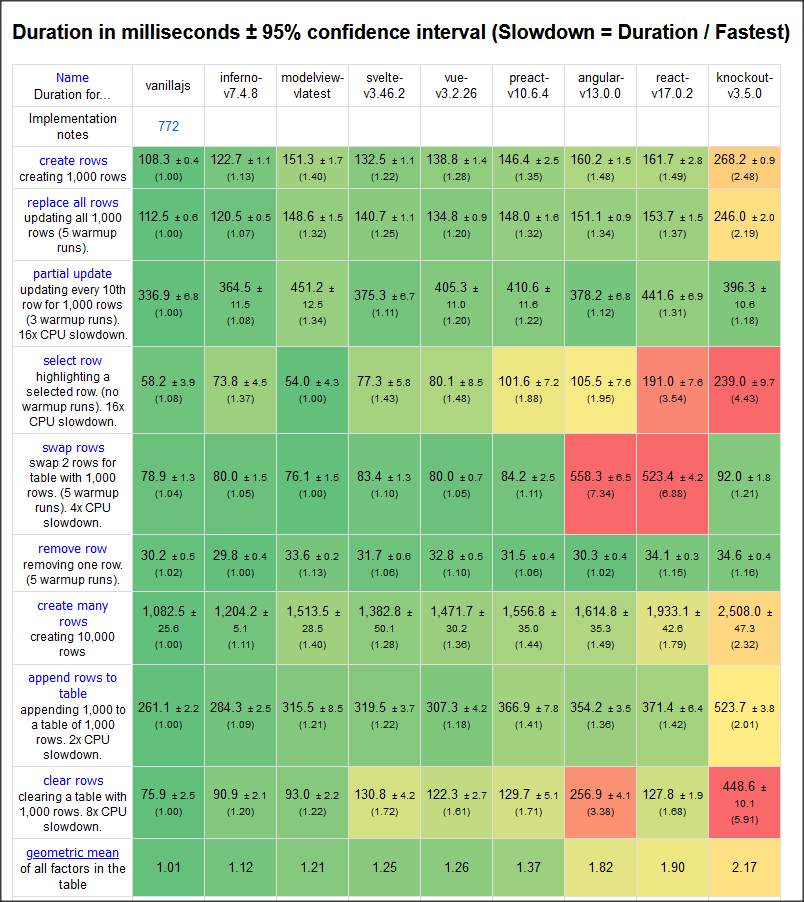 Duration in milliseconds ± 95% confidence interval (Slowdown = Duration / Fastest)
Name
Duration for...
vanillajs
inferno-
v7.4.8
modelview-
vlatest
svelte-
v3.46.2
vue-
v3.2.26
preact-
v10.6.4
angular-
v13.0.0
react-
v17.0.2
knockout-
v3.5.0
Implementation
notes
772
create rows
creating 1,000 rows
108.3 ± 0.4
(1.00)
122.7 ± 1.1
(1.13)
151.3 ± 1.7
(1.40)
132.5 ± 1.1
(1.22)
138.8 ± 1.4
(1.28)
146.4 ± 2.5
(1.35)
160.2 ± 1.5
(1.48)
161.7 ± 2.8
(1.49)
268.2 ± 0.9
(2.48)
replace all rows
updating all 1,000
rows (5 warmup
runs).
112.5 ± 0.6
(1.00)
120.5 ± 0.5
(1.07)
148.6 ± 1.5
(1.32)
140.7 ± 1.1
(1.25)
134.8 ± 0.9
(1.20)
148.0 ± 1.6
(1.32)
151.1 ± 0.9
(1.34)
153.7 ± 1.5
(1.37)
246.0 ± 2.0
(2.19)
partial update
updating every 10th
row for 1,000 rows
(3 warmup runs).
16x CPU slowdown.
336.9 ± 6.8
(1.00)
364.5 ±
11.5
(1.08)
451.2 ±
12.5
(1.34)
375.3 ± 6.7
(1.11)
405.3 ±
11.0
(1.20)
410.6 ±
11.6
(1.22)
378.2 ± 6.8
(1.12)
441.6 ± 6.9
(1.31)
396.3 ±
10.6
(1.18)
select row
highlighting a
selected row. (no
warmup runs). 16x
CPU slowdown.
58.2 ± 3.9
(1.08)
73.8 ± 4.5
(1.37)
54.0 ± 4.3
(1.00)
77.3 ± 5.8
(1.43)
80.1 ± 8.5
(1.48)
101.6 ± 7.2
(1.88)
105.5 ± 7.6
(1.95)
191.0 ± 7.6
(3.54)
239.0 ± 9.7
(4.43)
swap rows
swap 2 rows for
table with 1,000
rows. (5 warmup
runs). 4x CPU
slowdown.
78.9 ± 1.3
(1.04)
80.0 ± 1.5
(1.05)
76.1 ± 1.5
(1.00)
83.4 ± 1.3
(1.10)
80.0 ± 0.7
(1.05)
84.2 ± 2.5
(1.11)
558.3 ± 6.5
(7.34)
523.4 ± 4.2
(6.88)
92.0 ± 1.8
(1.21)
remove row
removing one row.
(5 warmup runs).
30.2 ± 0.5
(1.02)
29.8 ± 0.4
(1.00)
33.6 ± 0.2
(1.13)
31.7 ± 0.6
(1.06)
32.8 ± 0.5
(1.10)
31.5 ± 0.4
(1.06)
30.3 ± 0.4
(1.02)
34.1 ± 0.3
(1.15)
34.6 ± 0.4
(1.16)
create many
rows
creating 10,000
rows
1,082.5 ±
25.6
(1.00)
1,204.2 ±
5.1
(1.11)
1,513.5 ±
28.5
(1.40)
1,382.8 ±
50.1
(1.28)
1,471.7 ±
30.2
(1.36)
1,556.8 ±
35.0
(1.44)
1,614.8 ±
35.3
(1.49)
1,933.1 ±
42.6
(1.79)
2,508.0 ±
47.3
(2.32)
append rows to
table
appending 1,000 to
a table of 1,000
rows. 2x CPU
slowdown.
261.1 ± 2.2
(1.00)
284.3 ± 2.5
(1.09)
315.5 ± 8.5
(1.21)
319.5 ± 3.7
(1.22)
307.3 ± 4.2
(1.18)
366.9 ± 7.8
(1.41)
354.2 ± 3.5
(1.36)
371.4 ± 6.4
(1.42)
523.7 ± 3.8
(2.01)
clear rows
clearing a table with
1,000 rows. 8x CPU
slowdown.
75.9 ± 2.5
(1.00)
90.9 ± 2.1
(1.20)
93.0 ± 2.2
(1.22)
130.8 ± 4.2
(1.72)
122.3 ± 2.7
(1.61)
129.7 ± 5.1
(1.71)
256.9 ± 4.1
(3.38)
127.8 ± 1.9
(1.68)
448.6 ±
10.1
(5.91)
geometric mean
of all factors in the
table
1.01
1.12
1.21
1.25
1.26
1.37
1.82
1.90
2.17